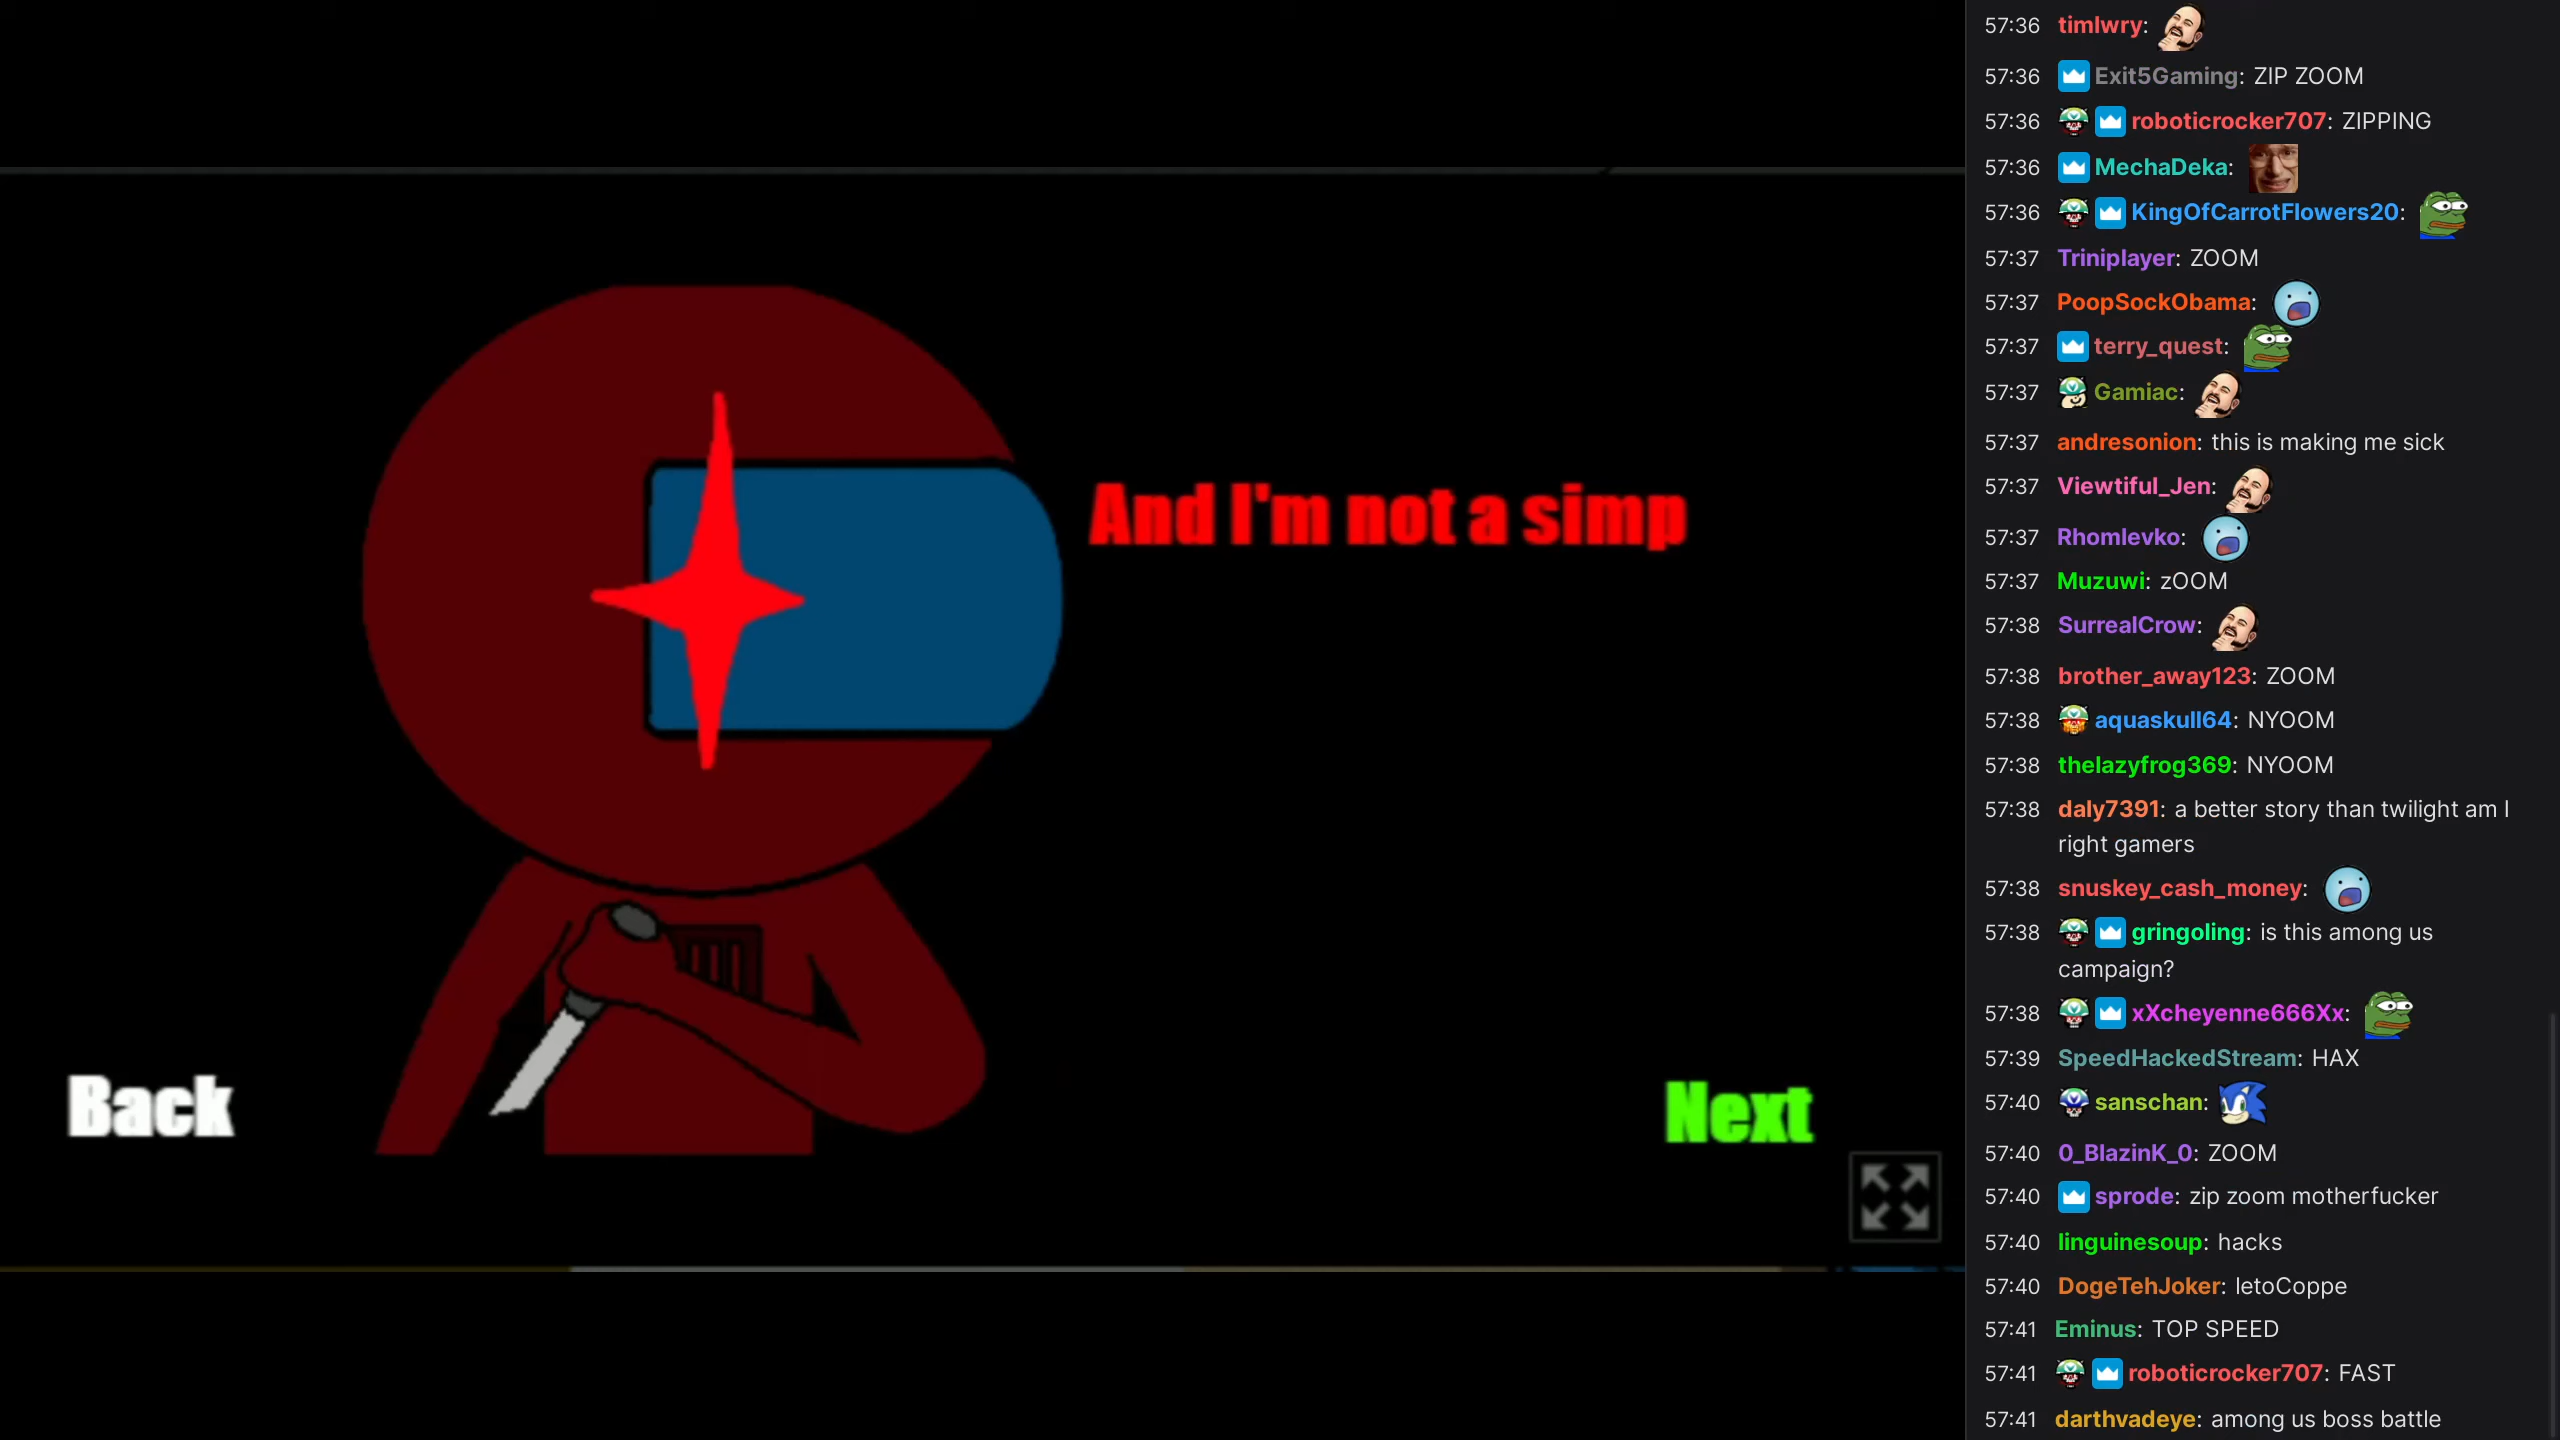 And I'm not a simp
Back
Next
57:36 timlwry:
57:36 Exit5Gaming: ZIP ZOOM
57:36 roboticrocker707: ZIPPING
57:36 MechaDeka:
57:36 KingOfCarrotFlowers20:
57:37 Triniplayer: ZOOM
57:37 PoopSockObama:
57:37 terry_quest:
57:37 Gamiac:
57:37 andresonion: this is making me sick
57:37 Viewtiful_Jen:
57:37 Rhomlevko:
57:37 Muzuwi: zOOM
57:38 SurrealCrow:
57:38 brother_away123: ZOOM
57:38 aquaskull64: NYOOM
57:38 thelazyfrog369: NYOOM
57:38 daly7391: a better story than twilight am I
right gamers
57:38 snuskey_cash_money:
57:38 gringoling: is this among us
campaign?
57:38 xXcheyenne666Xx:
57:39 SpeedHackedStream: HAX
57:40 sanschan:
57:40 0_BlazinK_0: ZOOM
57:40 sprode: zip zoom motherfucker
57:40 linguinesoup: hacks
57:40 DogeTehJoker: letoCoppe
57:41 Eminus: TOP SPEED
57:41 roboticrocker707: FAST
57:41 darthvadeye: among us boss battle